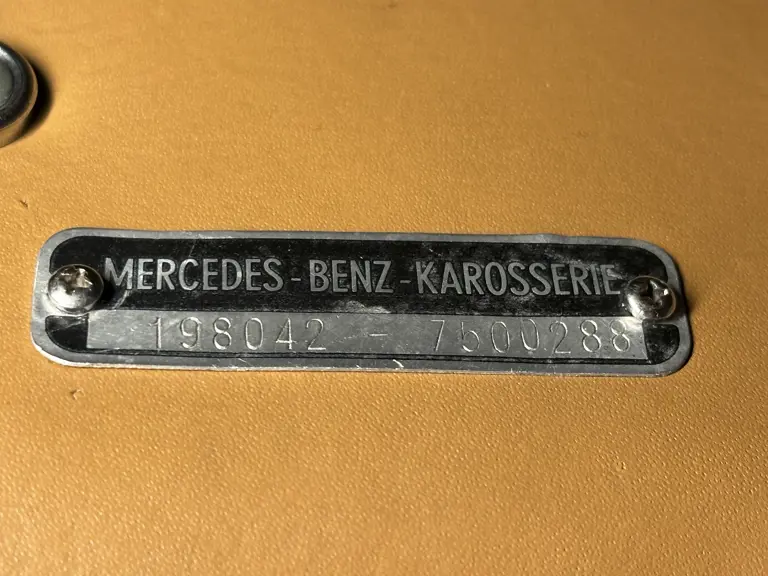 MERCEDES-BENZ-KAROSSERIE
198042 - 7500288